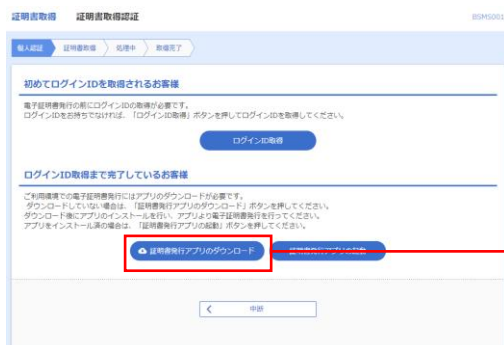 証明書取得 証明書取得認証
BSMS001
個人認証 証明書取得 処理中 取得完了
初めてログインIDを取得されるお客様
電子証明書発行の前にログインIDの取得が必要です。
ログインIDをお持ちでなければ、「ログインID取得」ボタンを押してログインIDを取得してください。
ログインID取得
ログインID取得まで完了しているお客様
ご利用環境での電子証明書発行にはアプリのダウンロードが必要です。
ダウンロードしていない場合は、「証明書発行アプリのダウンロード」ボタンを押してください。
ダウンロード後にアプリのインストールを行い、アプリより電子証明書発行を行ってください。
アプリをインストール済の場合は、「証明書発行アプリの起動」ボタンを押してください。
証明書発行アプリのダウンロード 証明書発行アプリの起動
中断